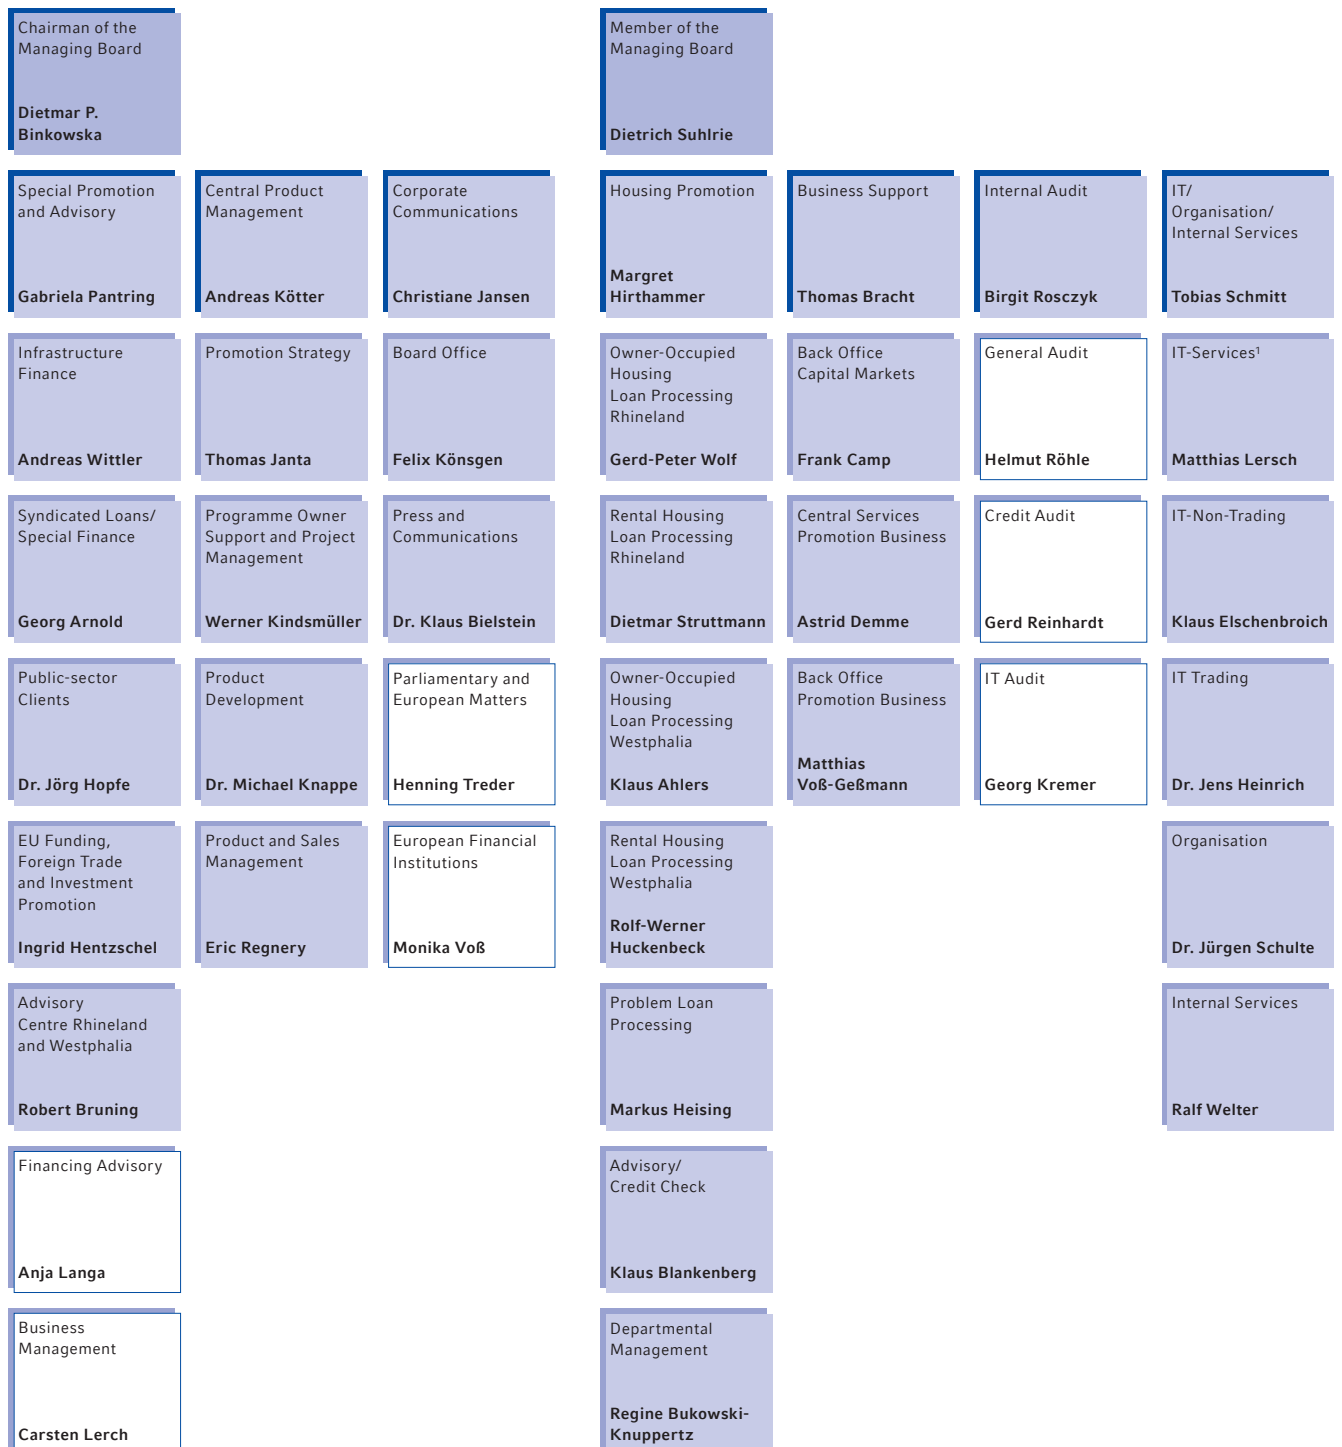 Chairman of the
Managing Board
Dietmar P.
Binkowska
Member of the
Managing Board
Dietrich Suhlrie
Special Promotion
and Advisory
Gabriela Pantring
Central Product
Management
Andreas Kötter
Corporate
Communications
Christiane Jansen
Housing Promotion
Margret
Hirthammer
Business Support
Thomas Bracht
Internal Audit
Birgit Rosczyk
IT/
Organisation/
Internal Services
Tobias Schmitt
Infrastructure
Finance
Andreas Wittler
Promotion Strategy
Thomas Janta
Board Office
Felix Könsgen
Owner-Occupied
Housing
Loan Processing
Rhineland
Gerd-Peter Wolf
Back Office
Capital Markets
Frank Camp
General Audit
Helmut Röhle
IT-Services¹
Matthias Lersch
Syndicated Loans/
Special Finance
Georg Arnold
Programme Owner
Support and Project
Management
Werner Kindsmüller
Press and
Communications
Dr. Klaus Bielstein
Rental Housing
Loan Processing
Rhineland
Dietmar Struttmann
Central Services
Promotion Business
Astrid Demme
Credit Audit
Gerd Reinhardt
IT-Non-Trading
Klaus Elschenbroich
Public-sector
Clients
Dr. Jörg Hopfe
Product
Development
Dr. Michael Knappe
Parliamentary and
European Matters
Henning Treder
Owner-Occupied
Housing
Loan Processing
Westphalia
Klaus Ahlers
Back Office
Promotion Business
Matthias
Voß-Geßmann
IT Audit
Georg Kremer
IT Trading
Dr. Jens Heinrich
EU Funding,
Foreign Trade
and Investment
Promotion
Ingrid Hentzschel
Product and Sales
Management
Eric Regnery
European Financial
Institutions
Monika Voß
Rental Housing
Loan Processing
Westphalia
Rolf-Werner
Huckenbeck
Organisation
Dr. Jürgen Schulte
Advisory
Centre Rhineland
and Westphalia
Robert Bruning
Problem Loan
Processing
Markus Heising
Internal Services
Ralf Welter
Financing Advisory
Anja Langa
Advisory/
Credit Check
Klaus Blankenberg
Business
Management
Carsten Lerch
Departmental
Management
Regine Bukowski-
Knuppertz